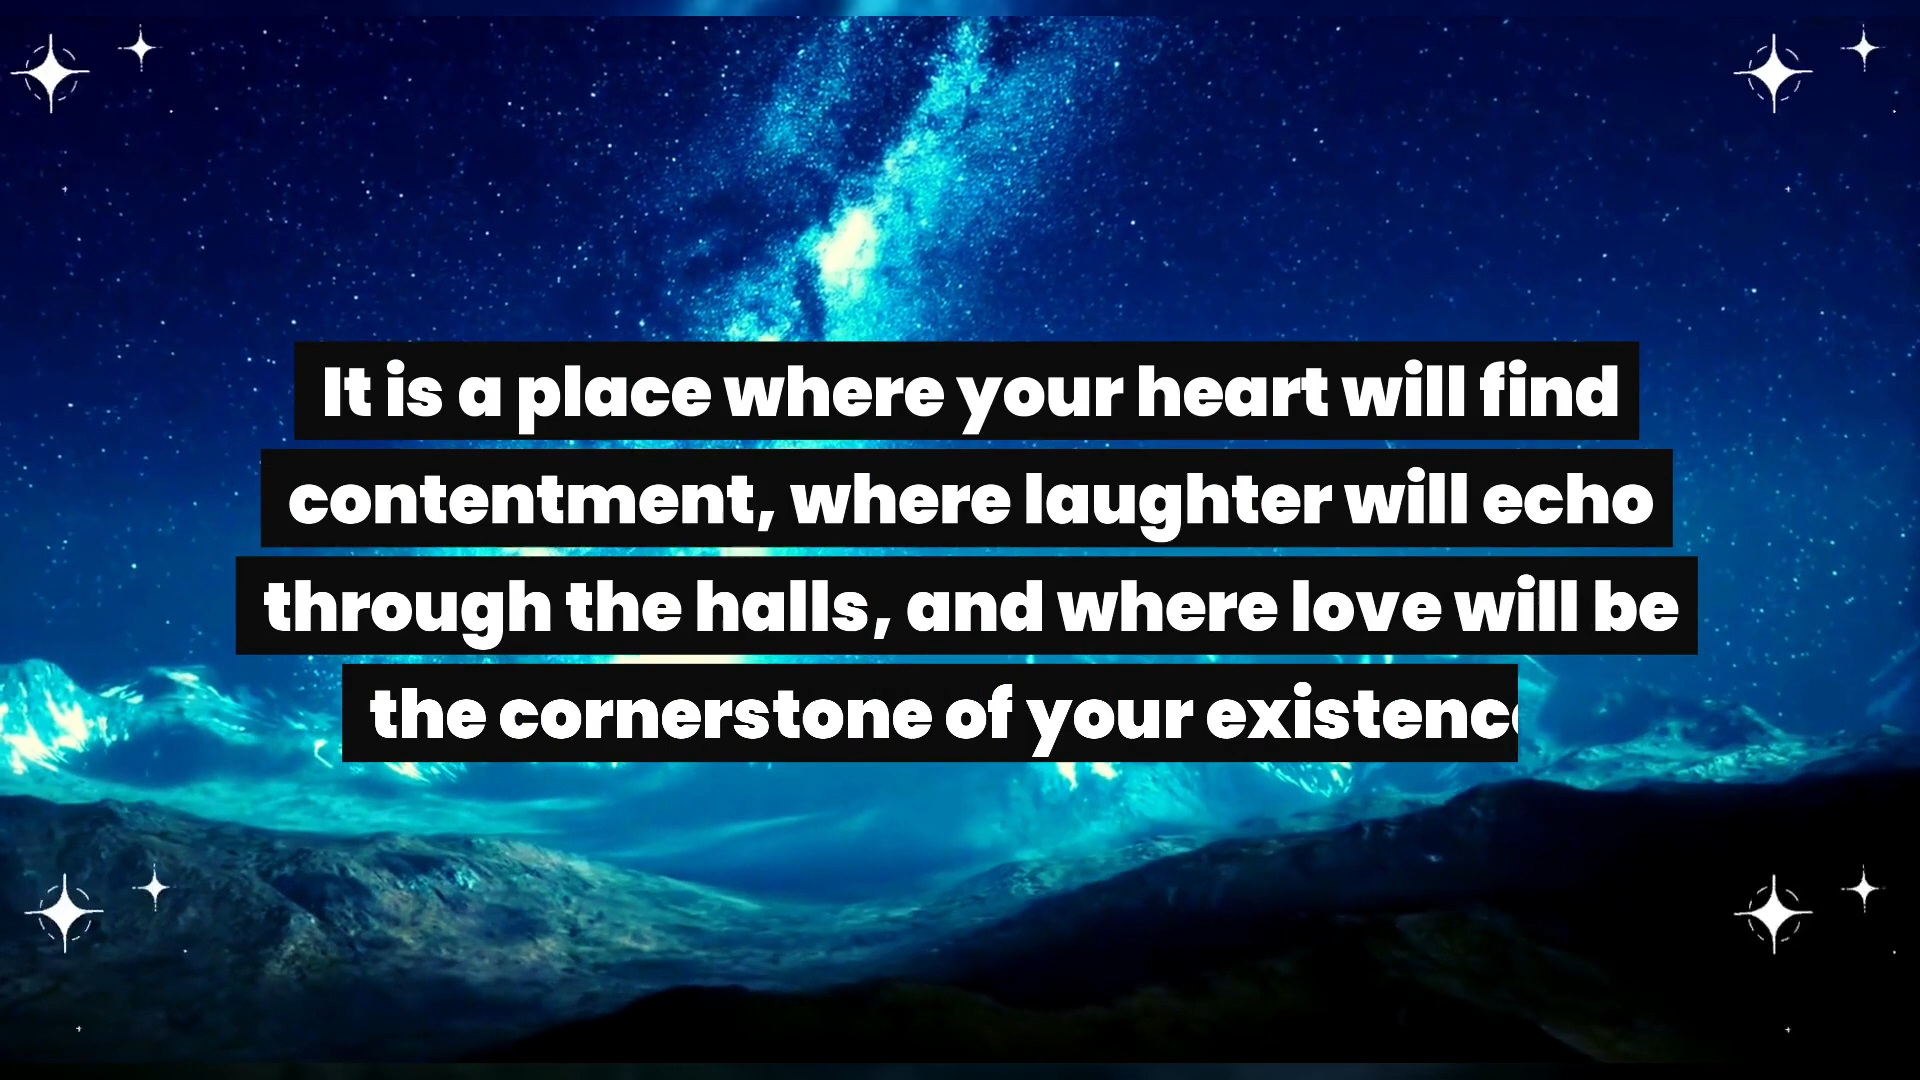 It is a place where your heart will find
contentment, where laughter will echo
through the halls, and where love will be
the cornerstone of your existenc